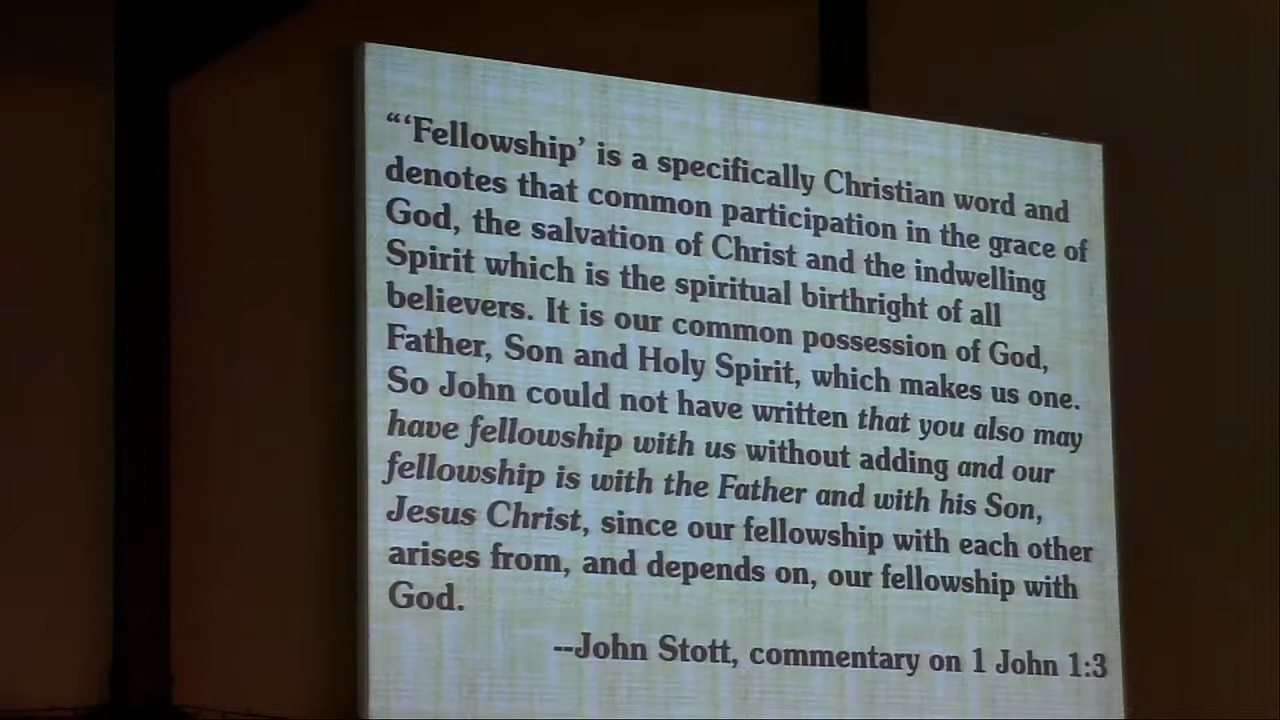 “‘Fellowship’ is a specifically Christian word and
denotes that common participation in the grace of
God, the salvation of Christ and the indwelling
Spirit which is the spiritual birthright of all
believers. It is our common possession of God,
Father, Son and Holy Spirit, which makes us one.
So John could not have written that you also may
have fellowship with us without adding and our
fellowship is with the Father and with his Son,
Jesus Christ, since our fellowship with each other
arises from, and depends on, our fellowship with
God.
--John Stott, commentary on 1 John 1:3